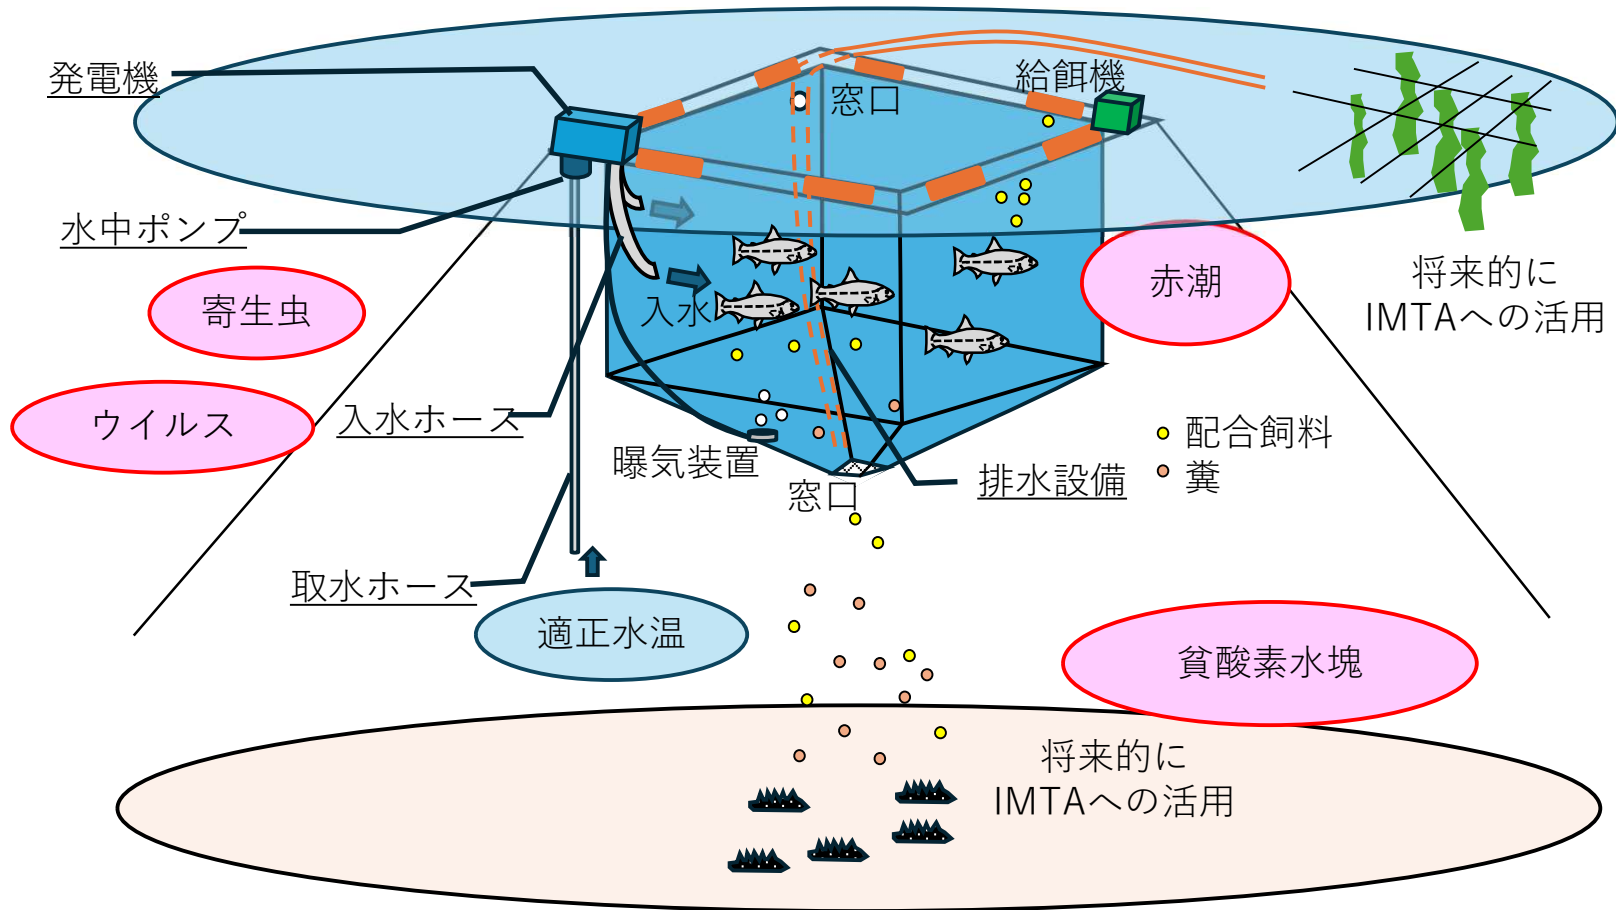 発電機
窓口
給餌機
水中ポンプ
寄生虫
赤潮
将来的に
IMTAへの活用
入水
ウイルス
入水ホース
配合飼料
糞
曝気装置
窓口
排水設備
取水ホース
適正水温
貧酸素水塊
将来的に
IMTAへの活用